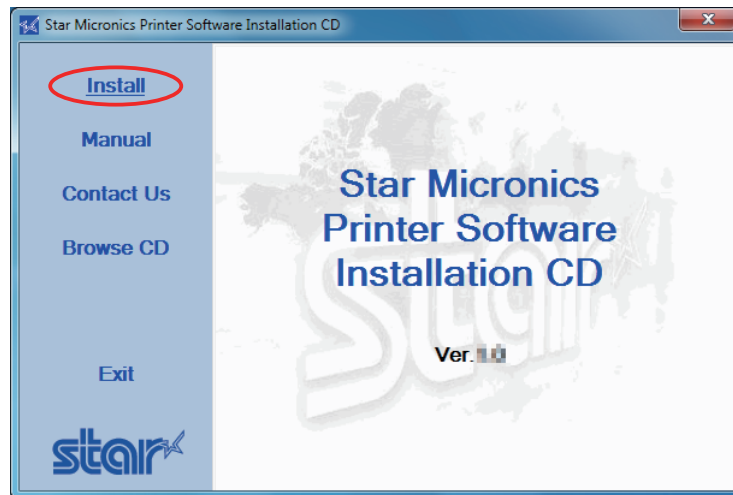 Star Micronics Printer Software Installation CD
Install
Manual
Contact Us
Browse CD
Exit
star
Star Micronics
Printer Software
Installation CD
Ver.
star